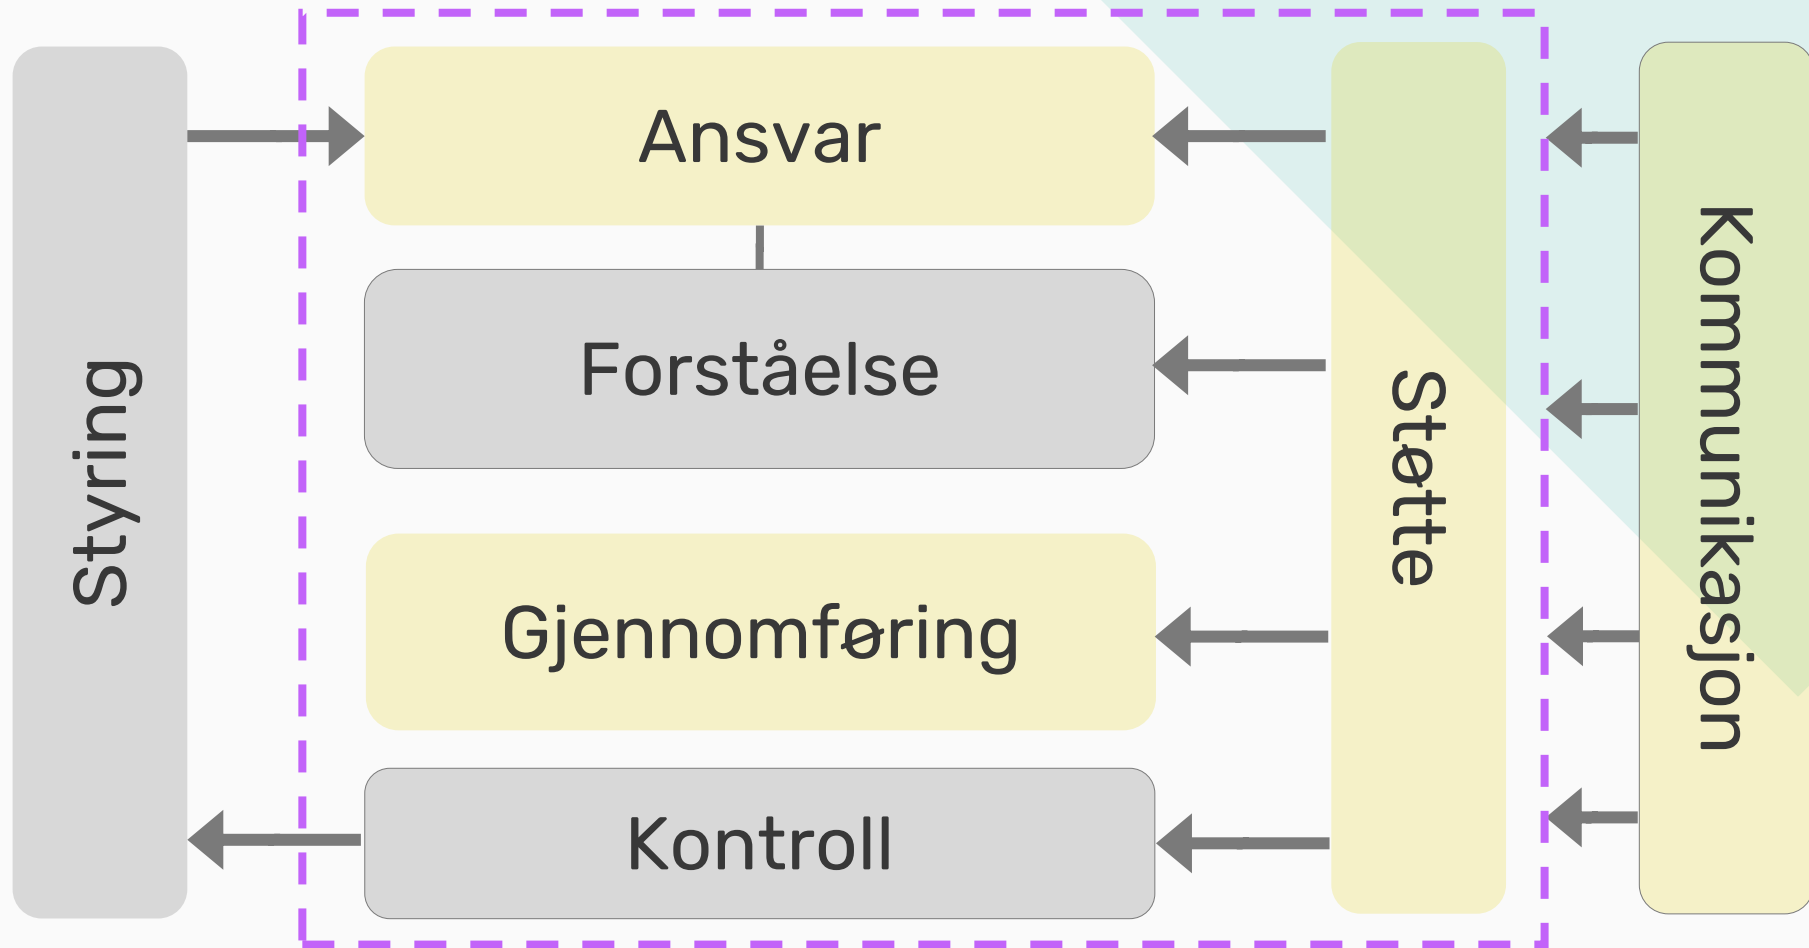 Styring
Ansvar
Forståelse
Gjennomføring
Kontroll
Støtte
Kommunikasjon